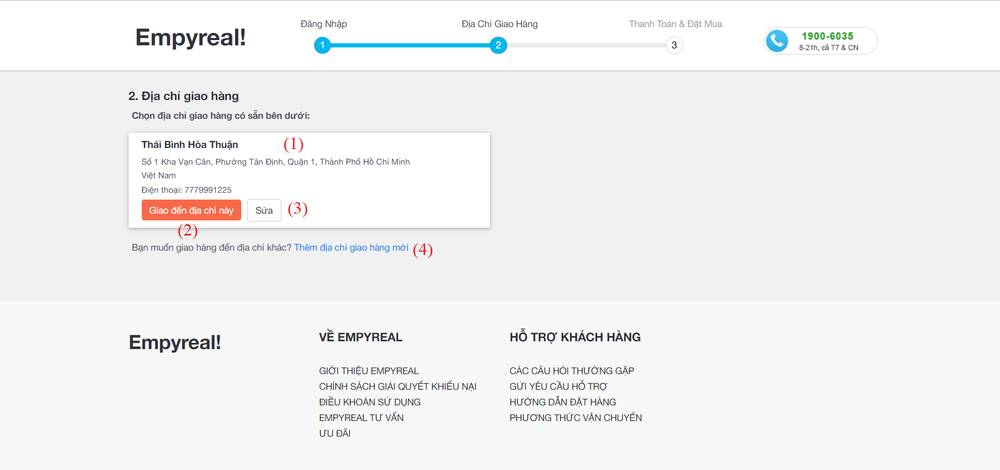 Empyreal!
Đăng Nhập
Địa Chỉ Giao Hàng
Thanh Toán & Đặt Mua
1
2
3
1900-6035
8-21h, cả T7 & CN
2. Địa chỉ giao hàng
Chọn địa chỉ giao hàng có sẵn bên dưới:
Thái Bình Hòa Thuận (1)
Số 1 Kha Vạn Cân, Phường Tân Định, Quận 1, Thành Phố Hồ Chí Minh
Việt Nam
Điện thoại: 7779991225
Giao đến địa chỉ này Sửa (3)
(2)
Bạn muốn giao hàng đến địa chỉ khác? Thêm địa chỉ giao hàng mới (4)
Empyreal!
VỀ EMPYREAL
GIỚI THIỆU EMPYREAL
CHÍNH SÁCH GIẢI QUYẾT KHIẾU NẠI
ĐIỀU KHOẢN SỬ DỤNG
EMPYREAL TƯ VẤN
ƯU ĐÃI
HỖ TRỢ KHÁCH HÀNG
CÁC CÂU HỎI THƯỜNG GẶP
GỬI YÊU CẦU HỖ TRỢ
HƯỚNG DẪN ĐẶT HÀNG
PHƯƠNG THỨC VẬN CHUYỂN